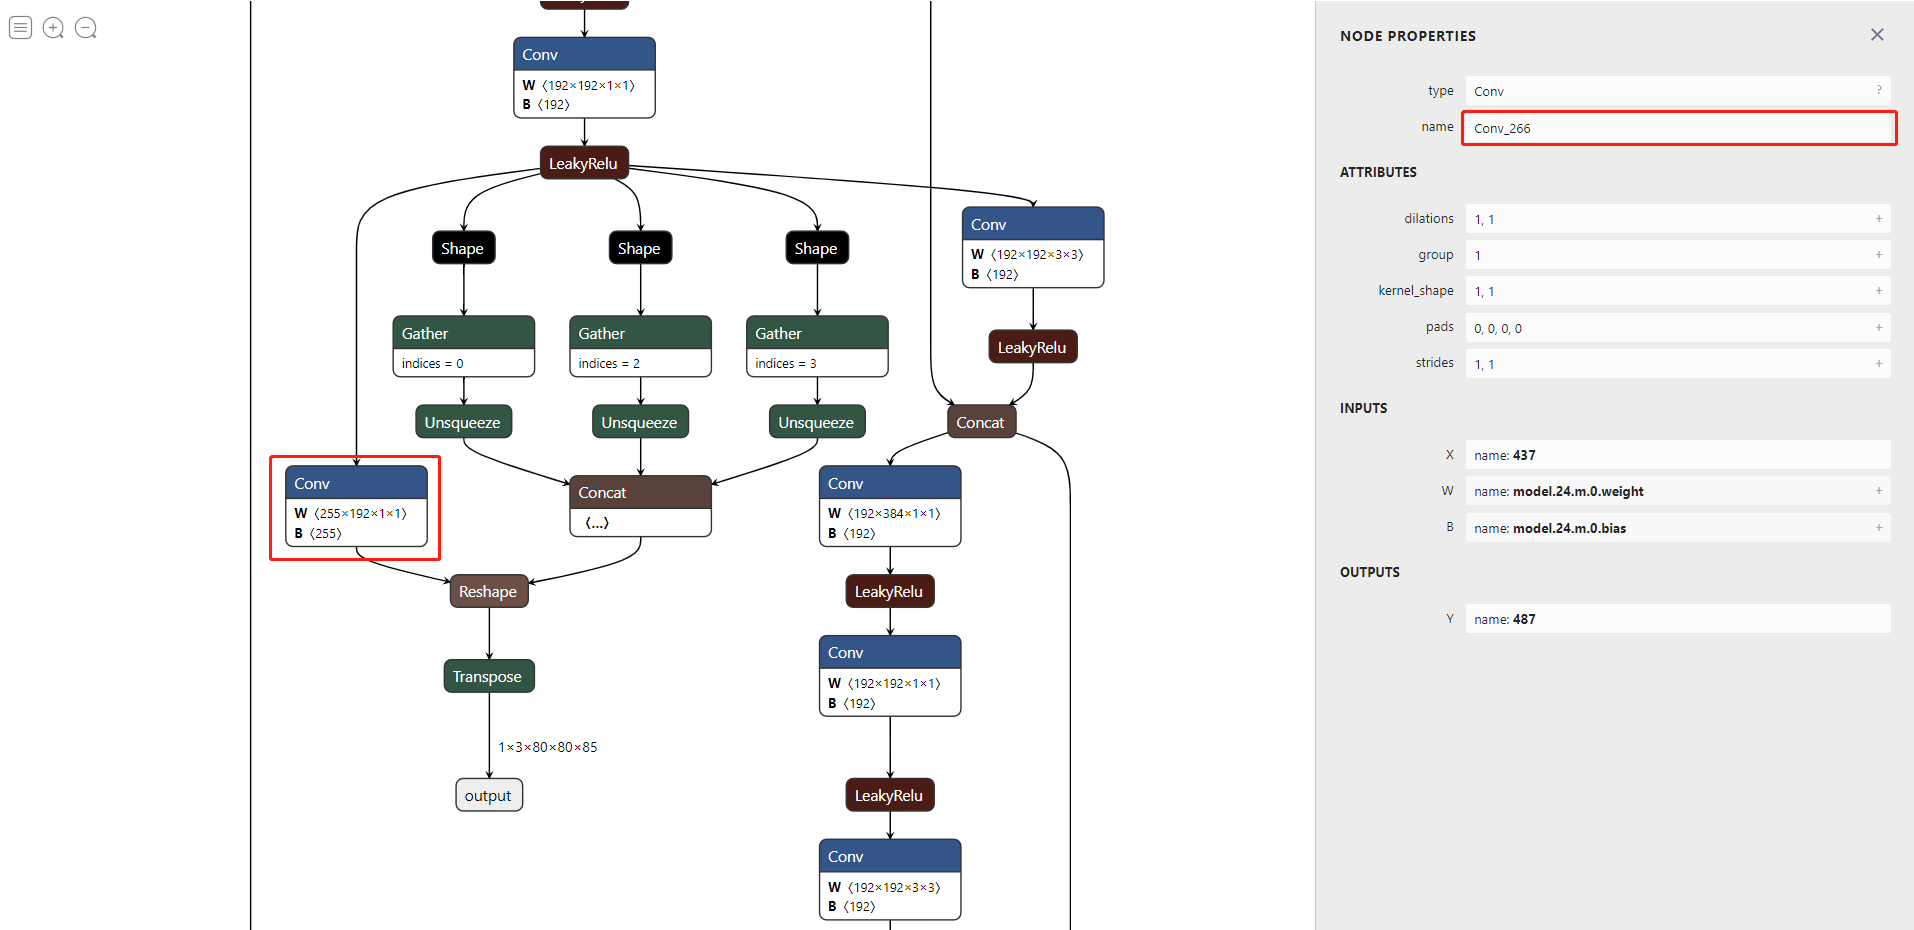 Conv
W ⟨192×192×1×1⟩
B ⟨192⟩
LeakyRelu
Shape
Shape
Shape
Conv
W ⟨192×192×3×3⟩
B ⟨192⟩
Gather
indices = 0
Gather
indices = 2
Gather
indices = 3
LeakyRelu
Unsqueeze
Unsqueeze
Unsqueeze
Concat
Conv
W ⟨255×192×1×1⟩
B ⟨255⟩
Concat
⟨...⟩
Conv
W ⟨192×384×1×1⟩
B ⟨192⟩
Reshape
LeakyRelu
Transpose
Conv
W ⟨192×192×1×1⟩
B ⟨192⟩
1×3×80×80×85
output
LeakyRelu
Conv
W ⟨192×192×3×3⟩
B ⟨192⟩
NODE PROPERTIES
type Conv ?
name Conv_266
ATTRIBUTES
dilations 1, 1 +
group 1 +
kernel_shape 1, 1 +
pads 0, 0, 0, 0 +
strides 1, 1 +
INPUTS
X name: 437
W name: model.24.m.0.weight +
B name: model.24.m.0.bias +
OUTPUTS
Y name: 487